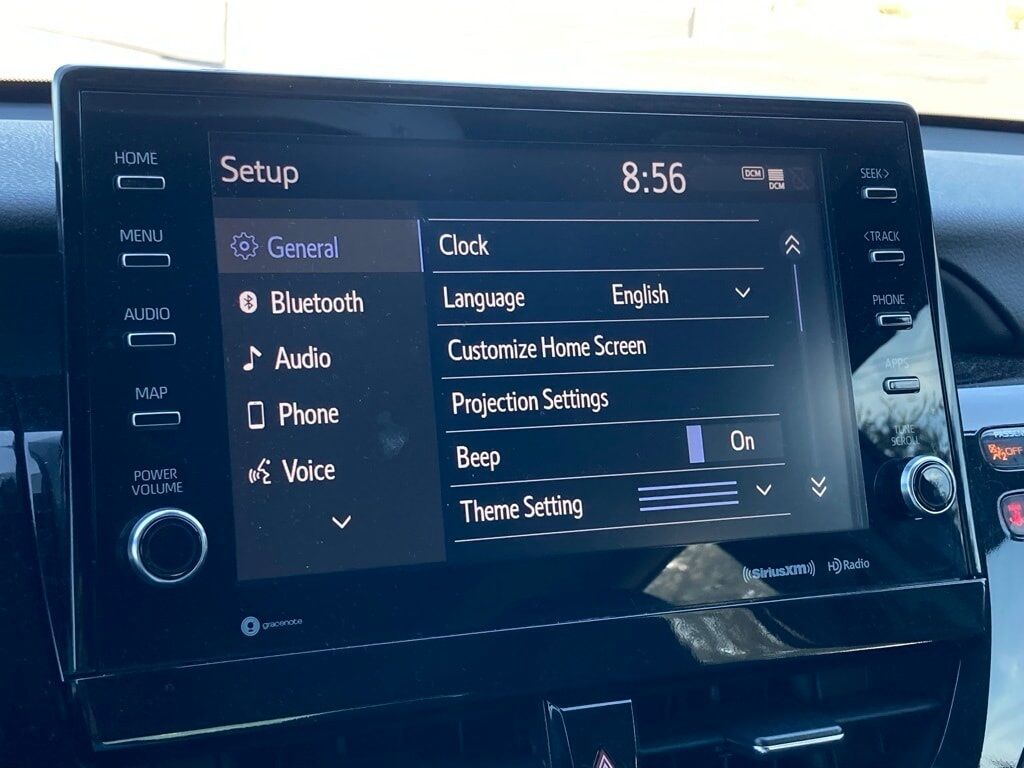 HOME
MENU
AUDIO
MAP
POWER
VOLUME
Setup
8:56
DCM
DCM
General
Bluetooth
Audio
Phone
Voice
Clock
Language English
Customize Home Screen
Projection Settings
Beep On
Theme Setting
SEEK>
<TRACK
PHONE
APPS
TUNE
SCROLL
gracenote
((SiriusXM))
HD Radio
OFF